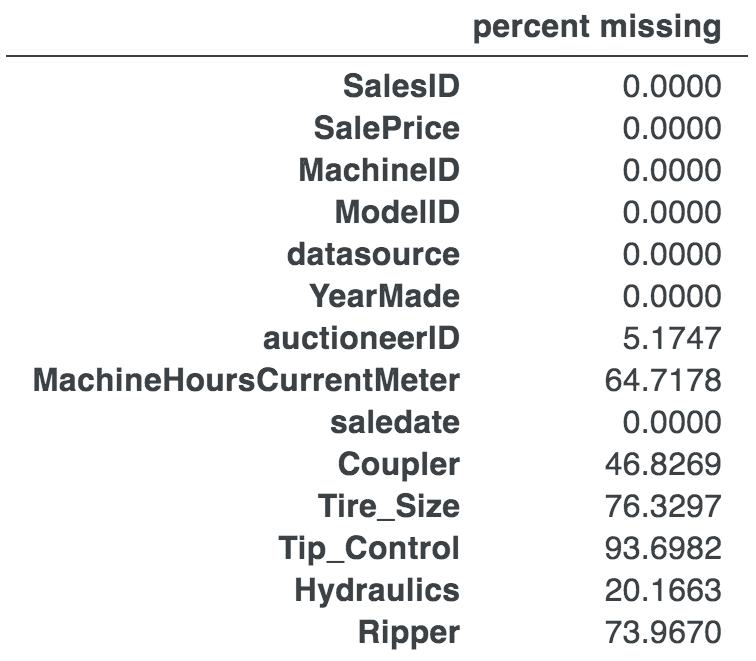 percent missing
SalesID 0.0000
SalePrice 0.0000
MachineID 0.0000
ModelID 0.0000
datasource 0.0000
YearMade 0.0000
auctioneerID 5.1747
MachineHoursCurrentMeter 64.7178
saledate 0.0000
Coupler 46.8269
Tire_Size 76.3297
Tip_Control 93.6982
Hydraulics 20.1663
Ripper 73.9670